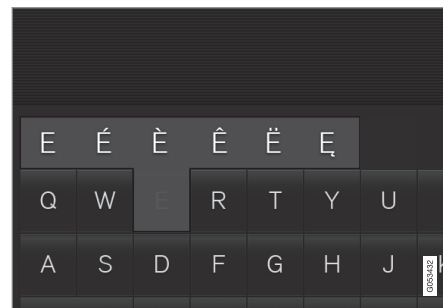 E É È Ê Ë Ę
Q W E R T Y U
A S D F G H J K
G053432